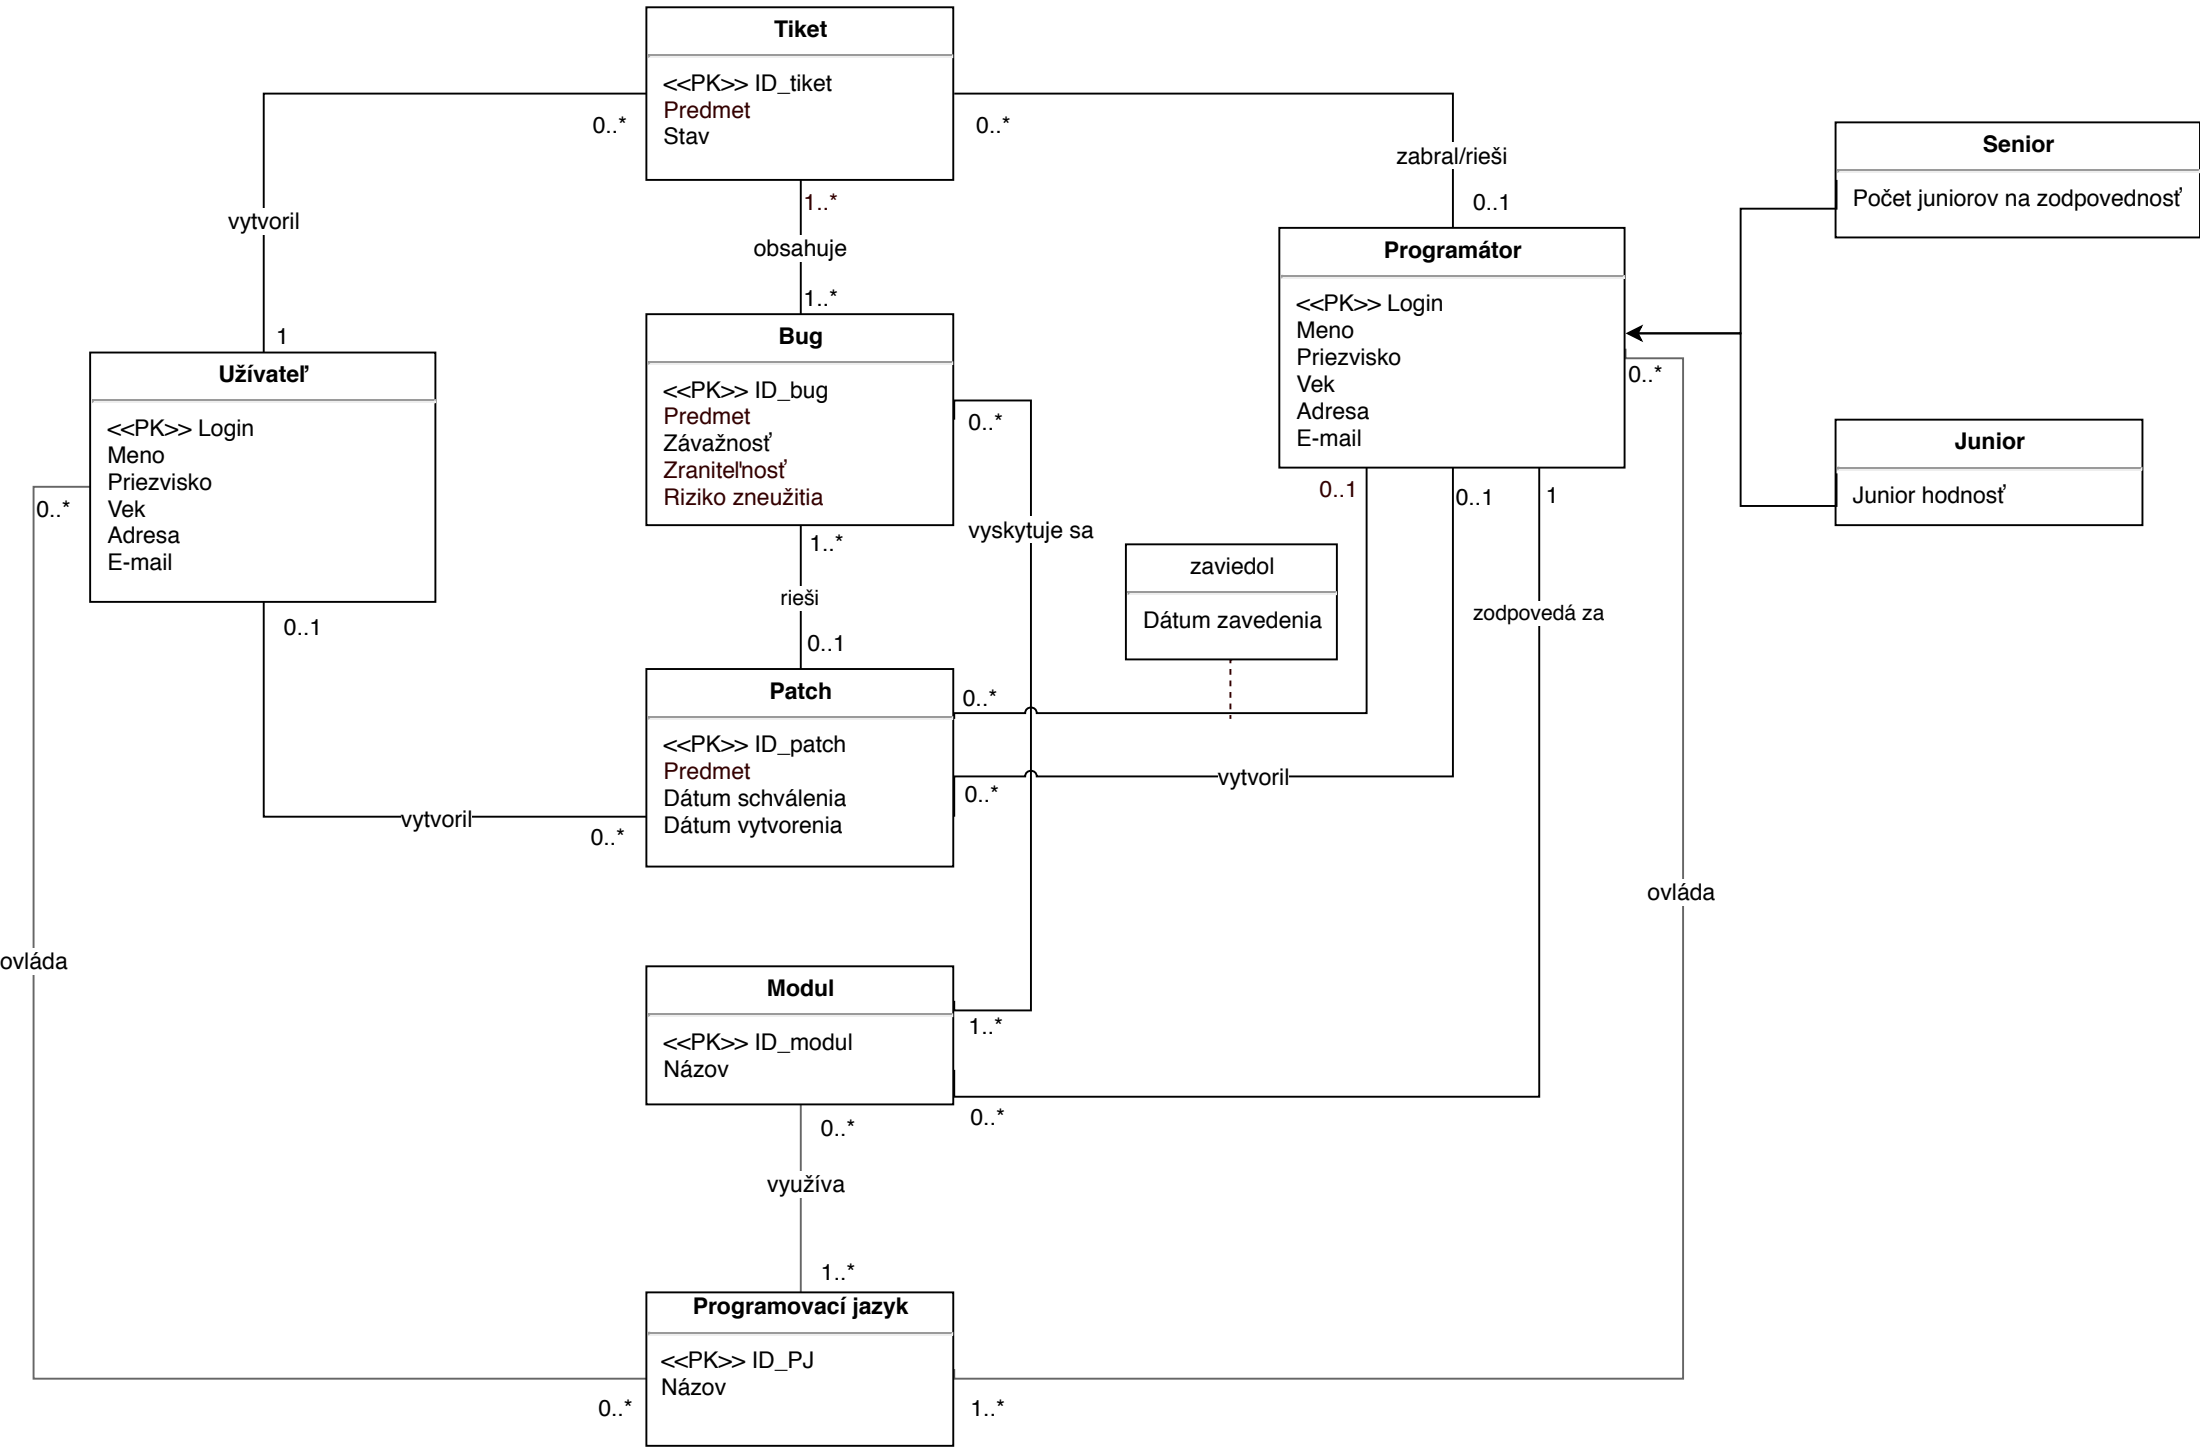 Tiket
<<PK>> ID_tiket
Predmet
Stav
0..*
0..*
vytvoril
1
zabral/rieši
0..1
1..*
obsahuje
1..*
Senior
Počet juniorov na zodpovednosť
Programátor
<<PK>> Login
Meno
Priezvisko
Vek
Adresa
E-mail
0..*
Junior
Junior hodnosť
Užívateľ
<<PK>> Login
Meno
Priezvisko
Vek
Adresa
E-mail
0..*
0..1
Bug
<<PK>> ID_bug
Predmet
Závažnosť
Zraniteľnosť
Riziko zneužitia
0..*
vyskytuje sa
0..1
0..1
1
1..*
rieši
0..1
zaviedol
Dátum zavedenia
zodpovedá za
Patch
<<PK>> ID_patch
Predmet
Dátum schválenia
Dátum vytvorenia
0..*
0..*
vytvoril
vytvoril
0..*
ovláda
ovláda
Modul
<<PK>> ID_modul
Názov
1..*
0..*
0..*
využíva
1..*
Programovací jazyk
<<PK>> ID_PJ
Názov
0..*
1..*